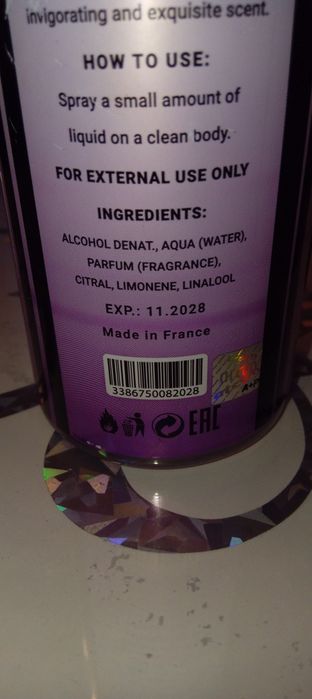 invigorating and exquisite scent.
HOW TO USE:
Spray a small amount of
liquid on a clean body.
FOR EXTERNAL USE ONLY
INGREDIENTS:
ALCOHOL DENAT., AQUA (WATER),
PARFUM (FRAGRANCE),
CITRAL, LIMONENE, LINALOOL
EXP.: 11.2028
Made in France
3386750082028
EAC